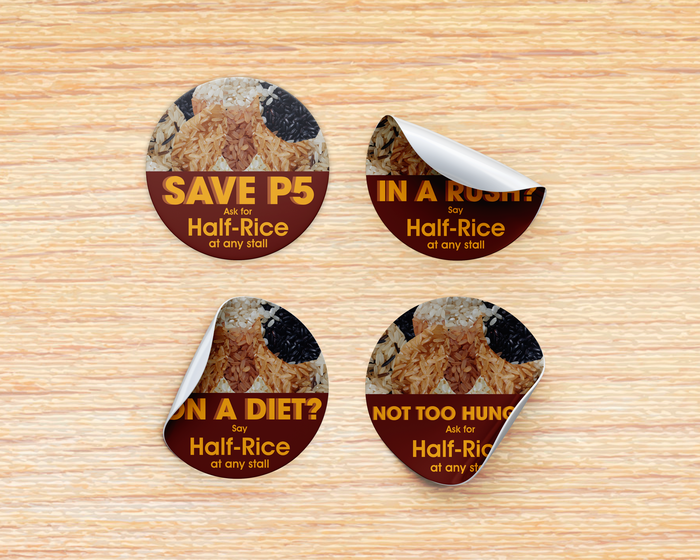 SAVE P5
Ask for
Half-Rice
at any stall
IN A RUSH?
Say
Half-Rice
at any stall
ON A DIET?
Say
Half-Rice
at any stall
NOT TOO HUNG
Ask for
Half-Ric
at any st